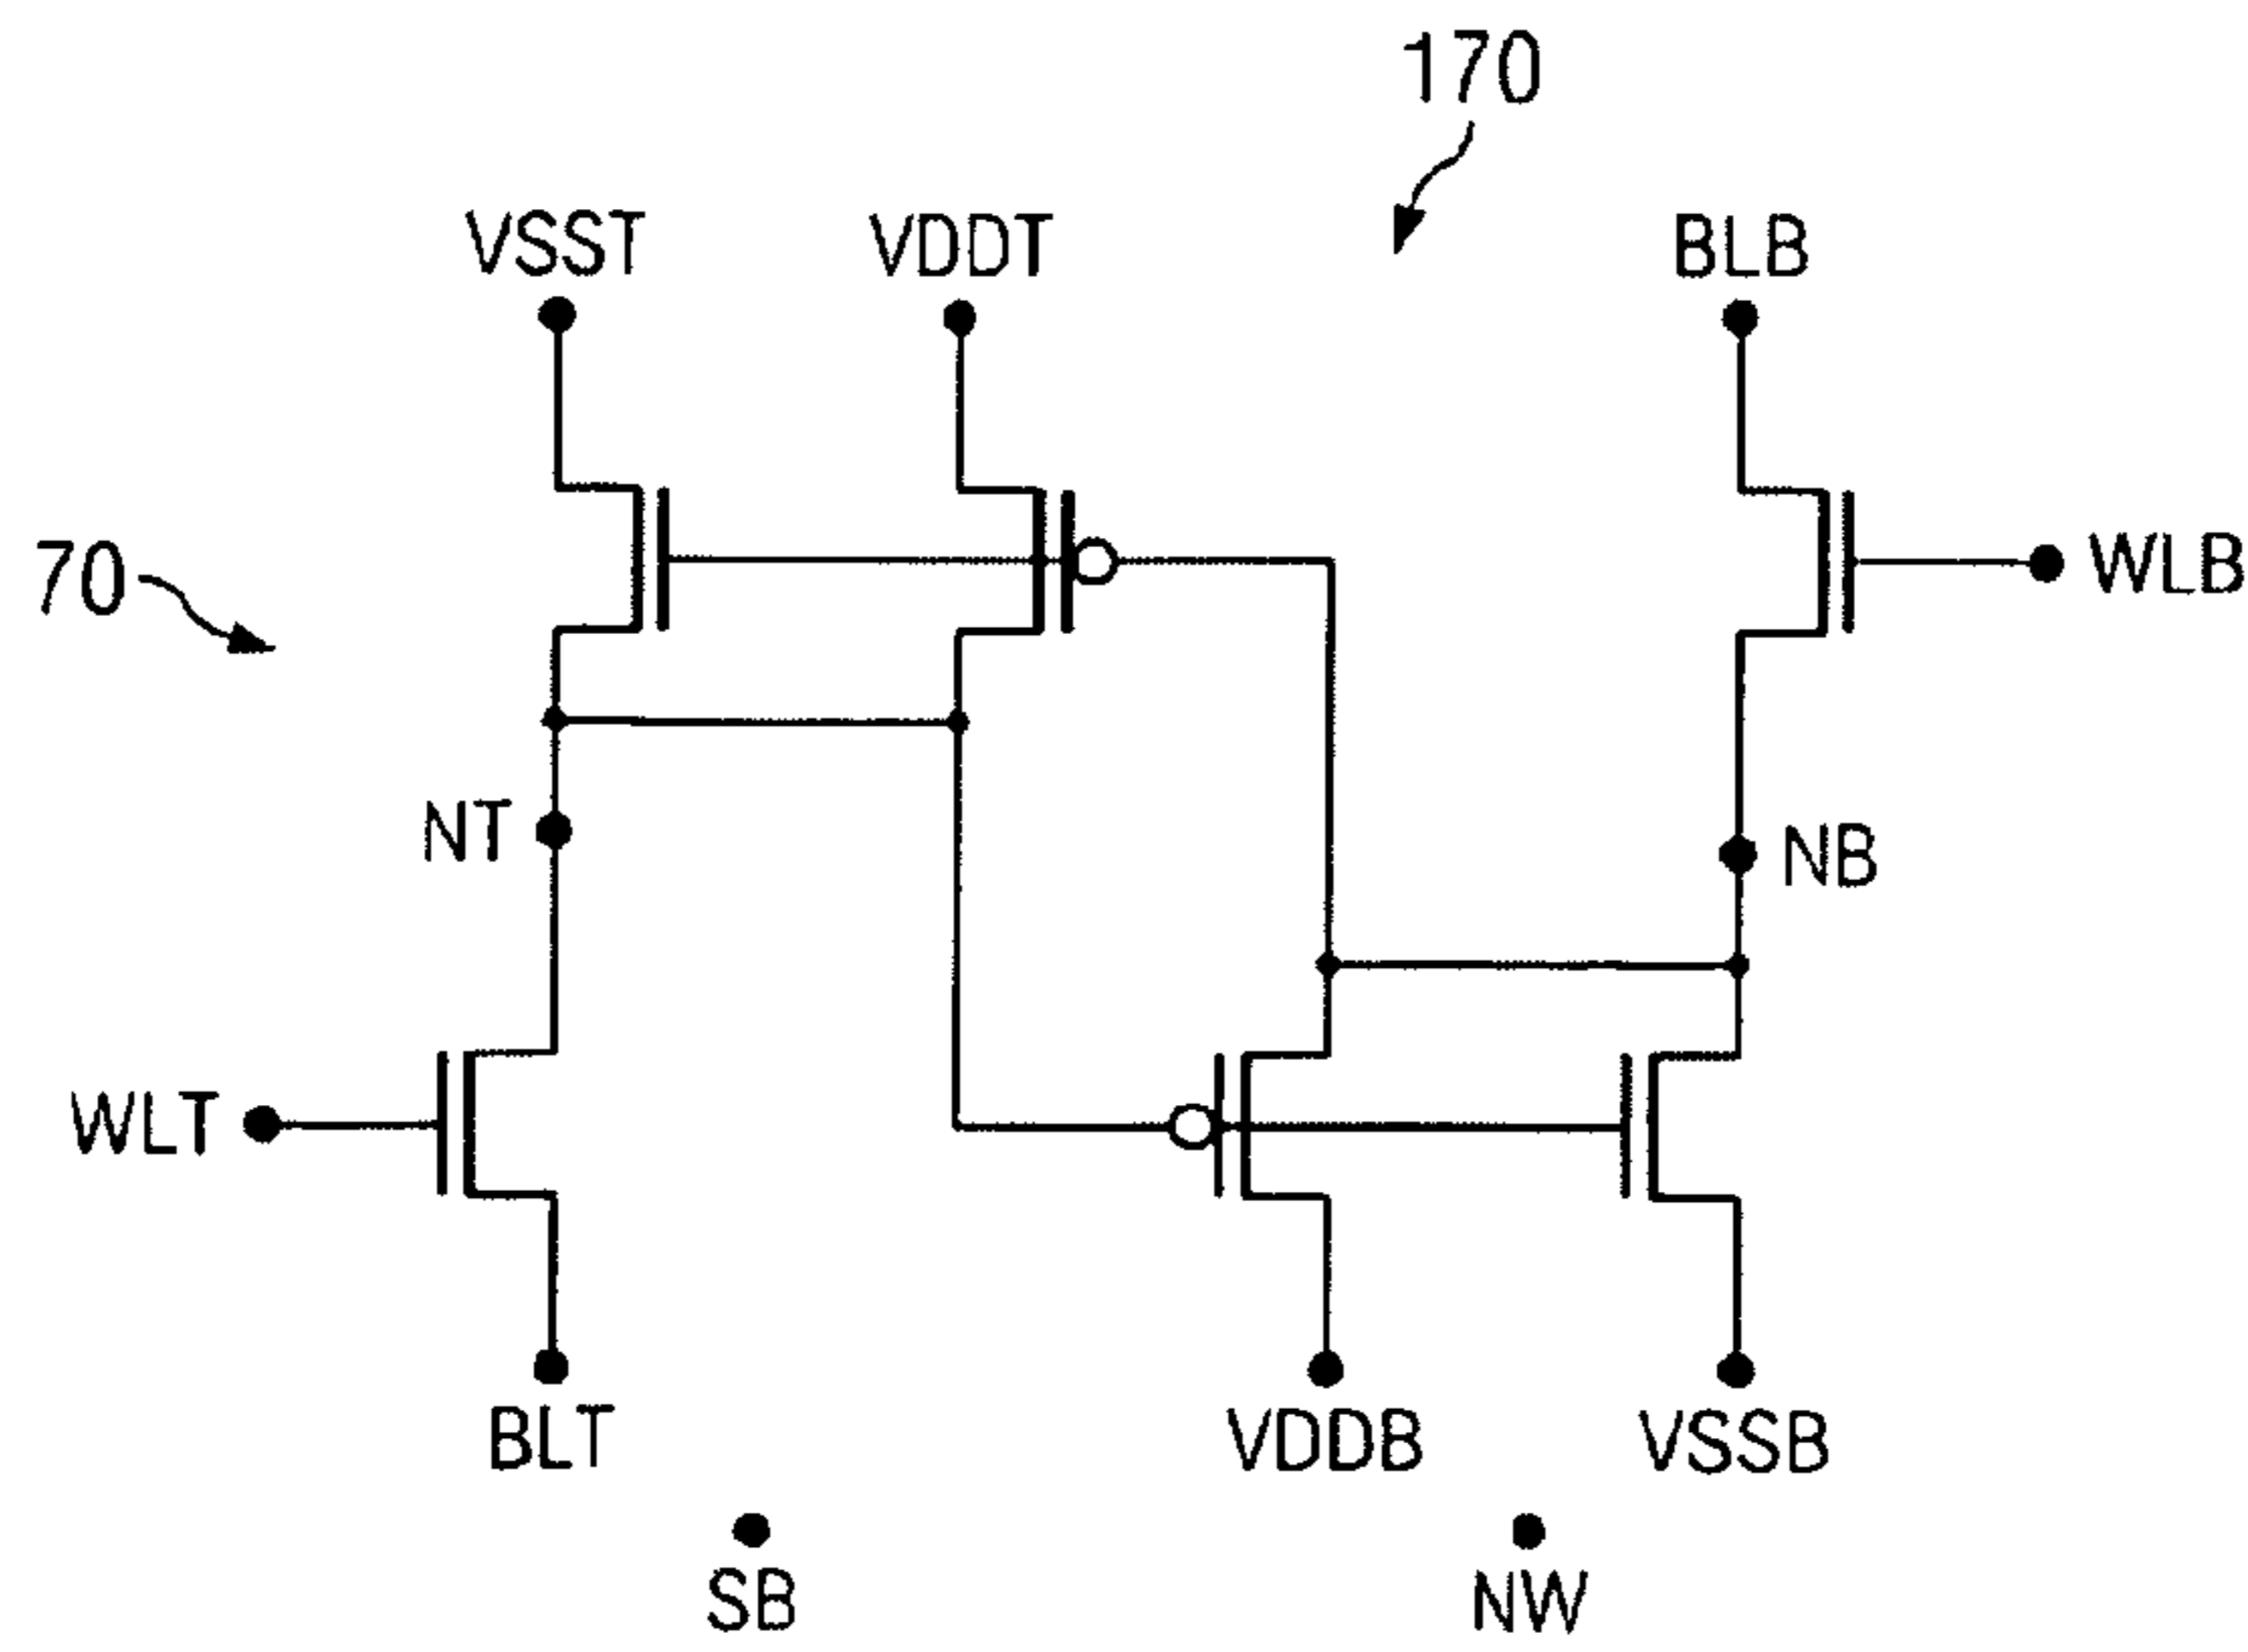 170
VSST
VDDT
BLB
70
WLB
NT
NB
WLT
BLT
VDDB
VSSB
SB
NW